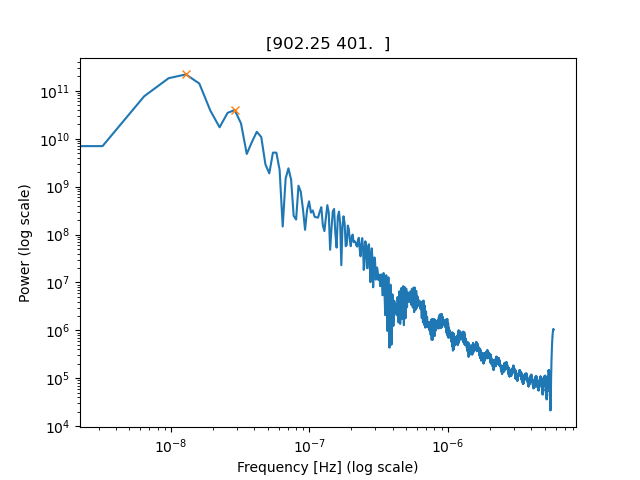 [902.25 401.  ]
10¹¹
10¹⁰
10⁹
10⁸
10⁷
10⁶
10⁵
10⁴
Power (log scale)
10⁻⁸ 10⁻⁷ 10⁻⁶
Frequency [Hz] (log scale)